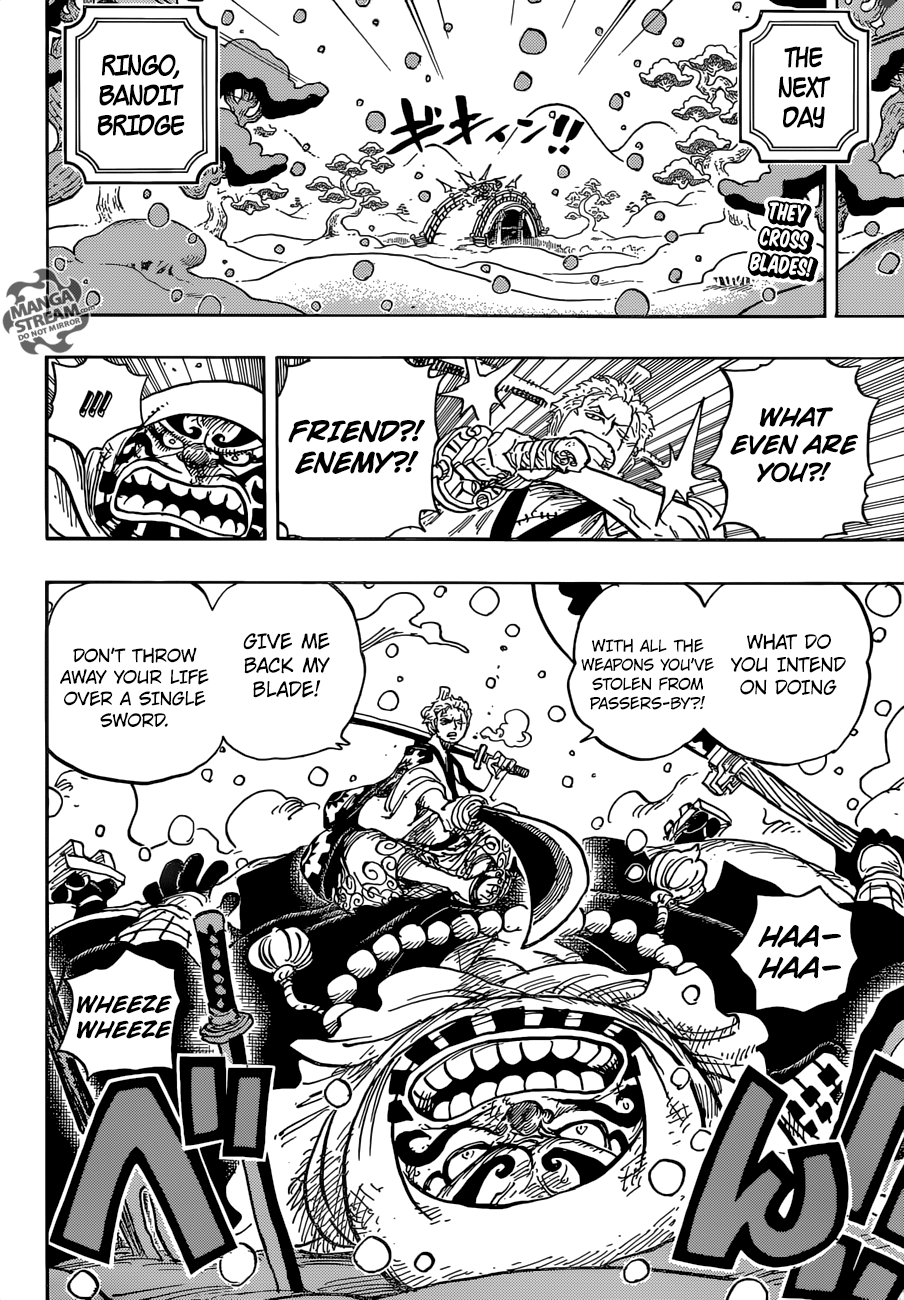 THE
NEXT
DAY
RINGO,
BANDIT
BRIDGE
ギキィン!!
THEY
CROSS
BLADES!
MANGA
STREAM.com
DO NOT MIRROR
WHAT
EVEN ARE
YOU?!
FRIEND?!
ENEMY?!
!!!
WHAT DO
YOU INTEND
ON DOING
WITH ALL THE
WEAPONS YOU'VE
STOLEN FROM
PASSERS-BY?!
GIVE ME
BACK MY
BLADE!
DON'T THROW
AWAY YOUR LIFE
OVER A SINGLE
SWORD.
HAA-
HAA-
WHEEZE
WHEEZE
べん!!